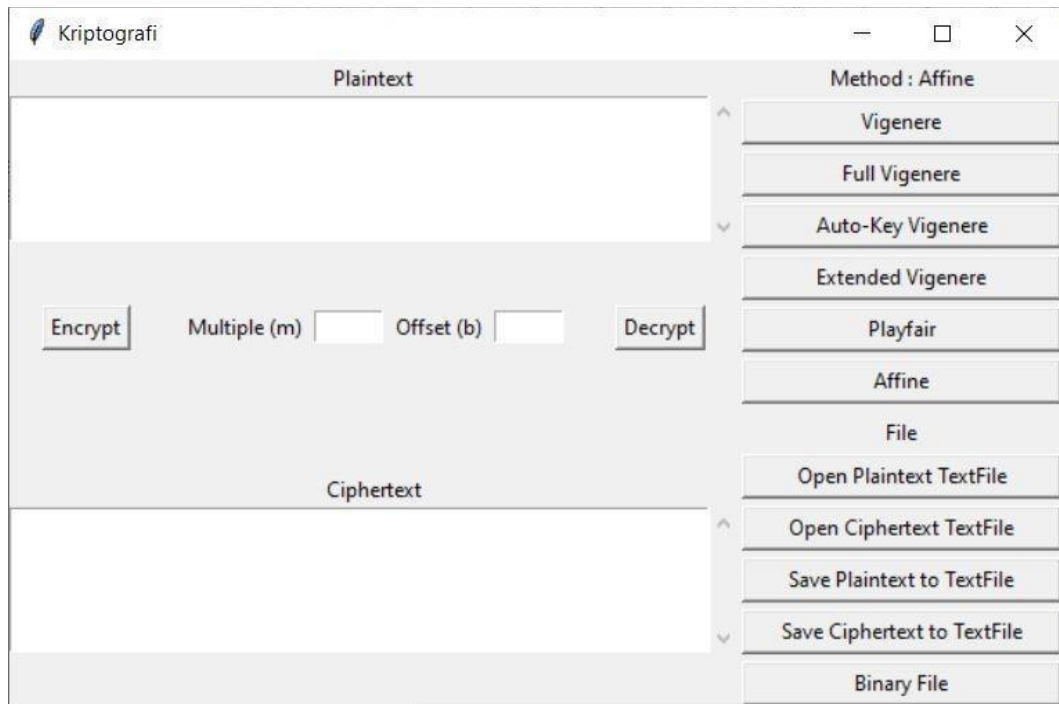 Kriptografi
Plaintext
Method : Affine
Vigenere
Full Vigenere
Auto-Key Vigenere
Extended Vigenere
Encrypt Multiple (m) Offset (b) Decrypt
Playfair
Affine
File
Open Plaintext TextFile
Ciphertext
Open Ciphertext TextFile
Save Plaintext to TextFile
Save Ciphertext to TextFile
Binary File